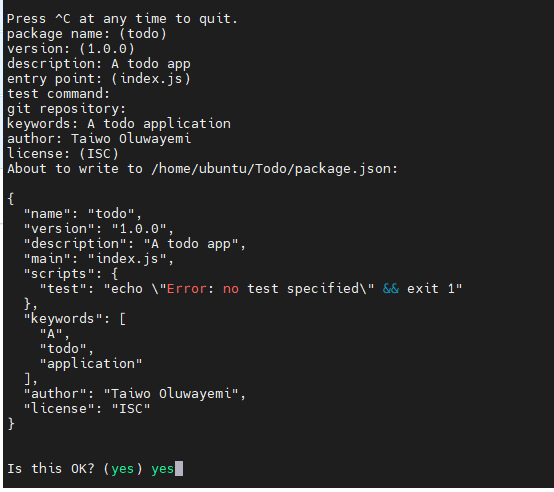 Press ^C at any time to quit.
package name: (todo)
version: (1.0.0)
description: A todo app
entry point: (index.js)
test command:
git repository:
keywords: A todo application
author: Taiwo Oluwayemi
license: (ISC)
About to write to /home/ubuntu/Todo/package.json:

{
  "name": "todo",
  "version": "1.0.0",
  "description": "A todo app",
  "main": "index.js",
  "scripts": {
    "test": "echo \"Error: no test specified\" && exit 1"
  },
  "keywords": [
    "A",
    "todo",
    "application"
  ],
  "author": "Taiwo Oluwayemi",
  "license": "ISC"
}

Is this OK? (yes) yes